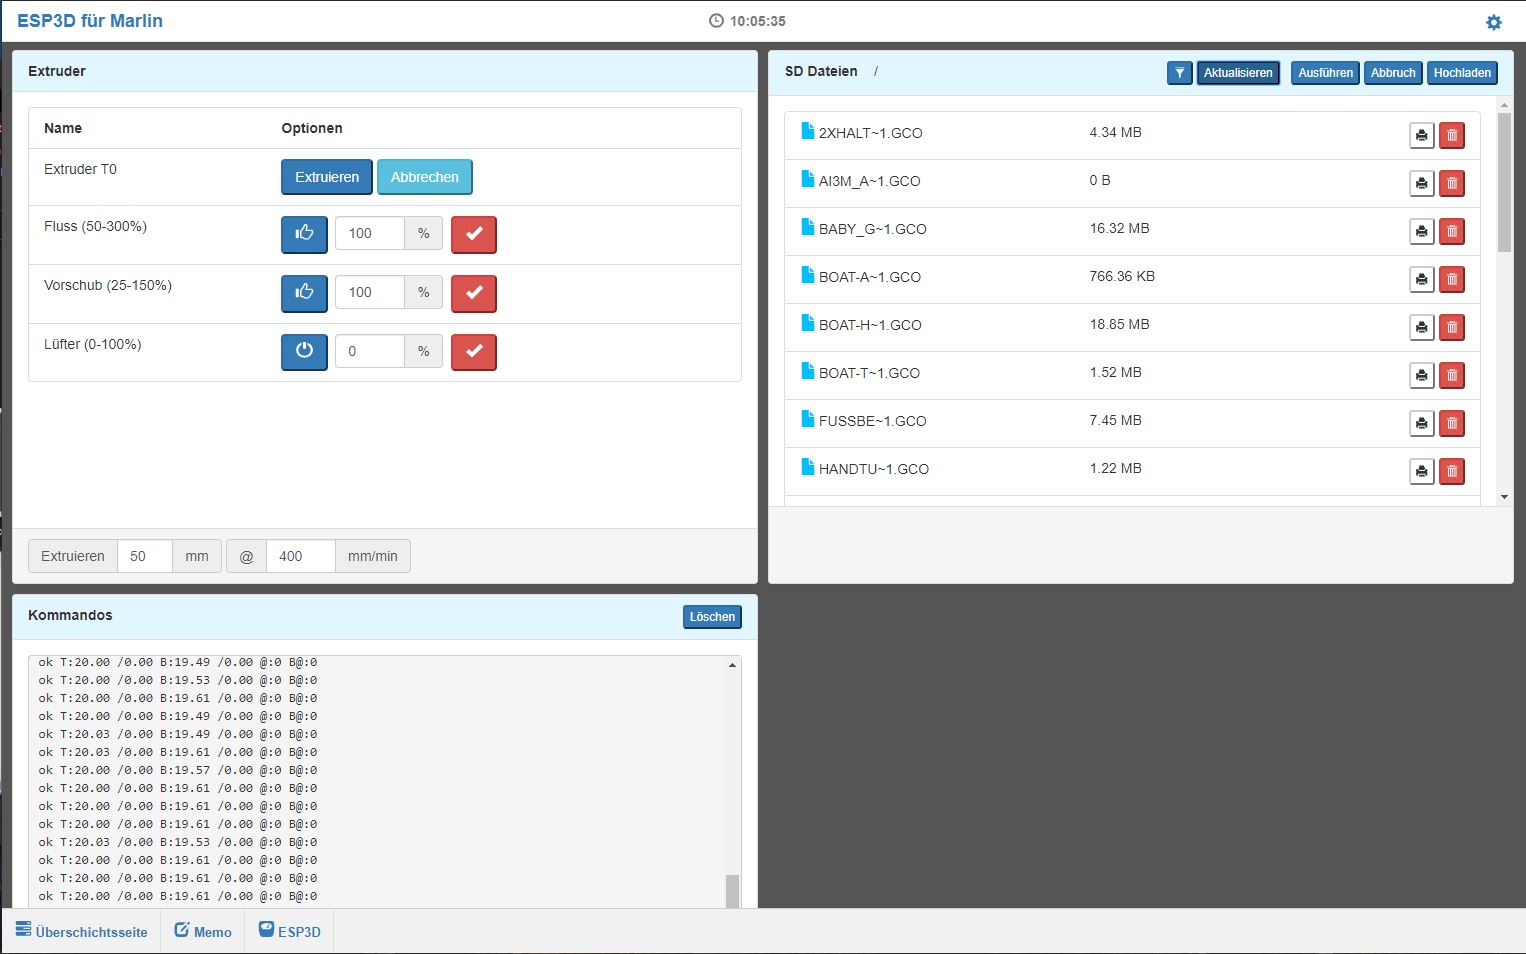 ESP3D für Marlin
10:05:35
Extruder
Name Optionen
Extruder T0 Extruieren Abbrechen
Fluss (50-300%) 100 %
Vorschub (25-150%) 100 %
Lüfter (0-100%) 0 %
Extruieren 50 mm @ 400 mm/min
SD Dateien / Aktualisieren Ausführen Abbruch Hochladen
2XHALT~1.GCO 4.34 MB
AI3M_A~1.GCO 0 B
BABY_G~1.GCO 16.32 MB
BOAT-A~1.GCO 766.36 KB
BOAT-H~1.GCO 18.85 MB
BOAT-T~1.GCO 1.52 MB
FUSSBE~1.GCO 7.45 MB
HANDTU~1.GCO 1.22 MB
Kommandos Löschen
ok T:20.00 /0.00 B:19.49 /0.00 @:0 B@:0
ok T:20.00 /0.00 B:19.53 /0.00 @:0 B@:0
ok T:20.00 /0.00 B:19.61 /0.00 @:0 B@:0
ok T:20.00 /0.00 B:19.49 /0.00 @:0 B@:0
ok T:20.03 /0.00 B:19.49 /0.00 @:0 B@:0
ok T:20.03 /0.00 B:19.61 /0.00 @:0 B@:0
ok T:20.00 /0.00 B:19.57 /0.00 @:0 B@:0
ok T:20.00 /0.00 B:19.61 /0.00 @:0 B@:0
ok T:20.00 /0.00 B:19.61 /0.00 @:0 B@:0
ok T:20.00 /0.00 B:19.61 /0.00 @:0 B@:0
ok T:20.03 /0.00 B:19.53 /0.00 @:0 B@:0
ok T:20.00 /0.00 B:19.61 /0.00 @:0 B@:0
ok T:20.00 /0.00 B:19.61 /0.00 @:0 B@:0
ok T:20.00 /0.00 B:19.61 /0.00 @:0 B@:0
Überschichtsseite Memo ESP3D